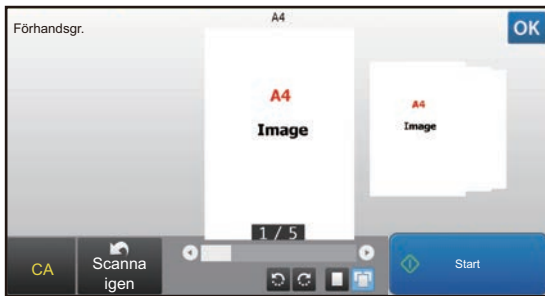 A4
Förhandsgr.
OK
A4
Image
A4
Image
1 / 5
CA
Scanna
igen
Start